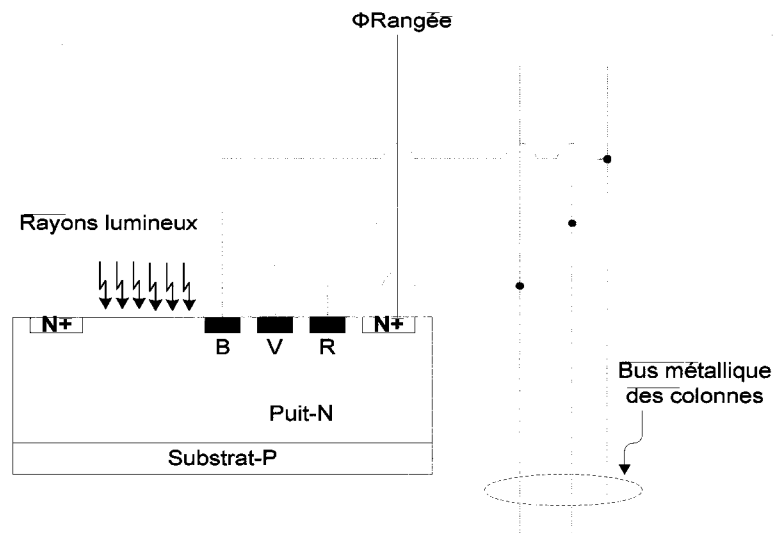 ΦRangée
Rayons lumineux
N+
N+
B
V
R
Bus métallique
des colonnes
Puit-N
Substrat-P